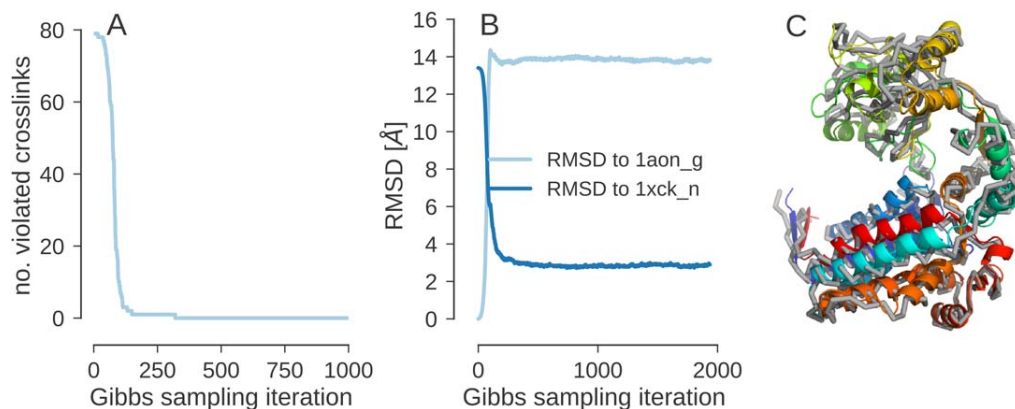 A
no. violated crosslinks
80
60
40
20
0
0 250 500 750 1000
Gibbs sampling iteration
B
RMSD [Å]
16
14
12
10
8
6
4
2
0
RMSD to 1aon_g
RMSD to 1xck_n
0 1000 2000
Gibbs sampling iteration
C